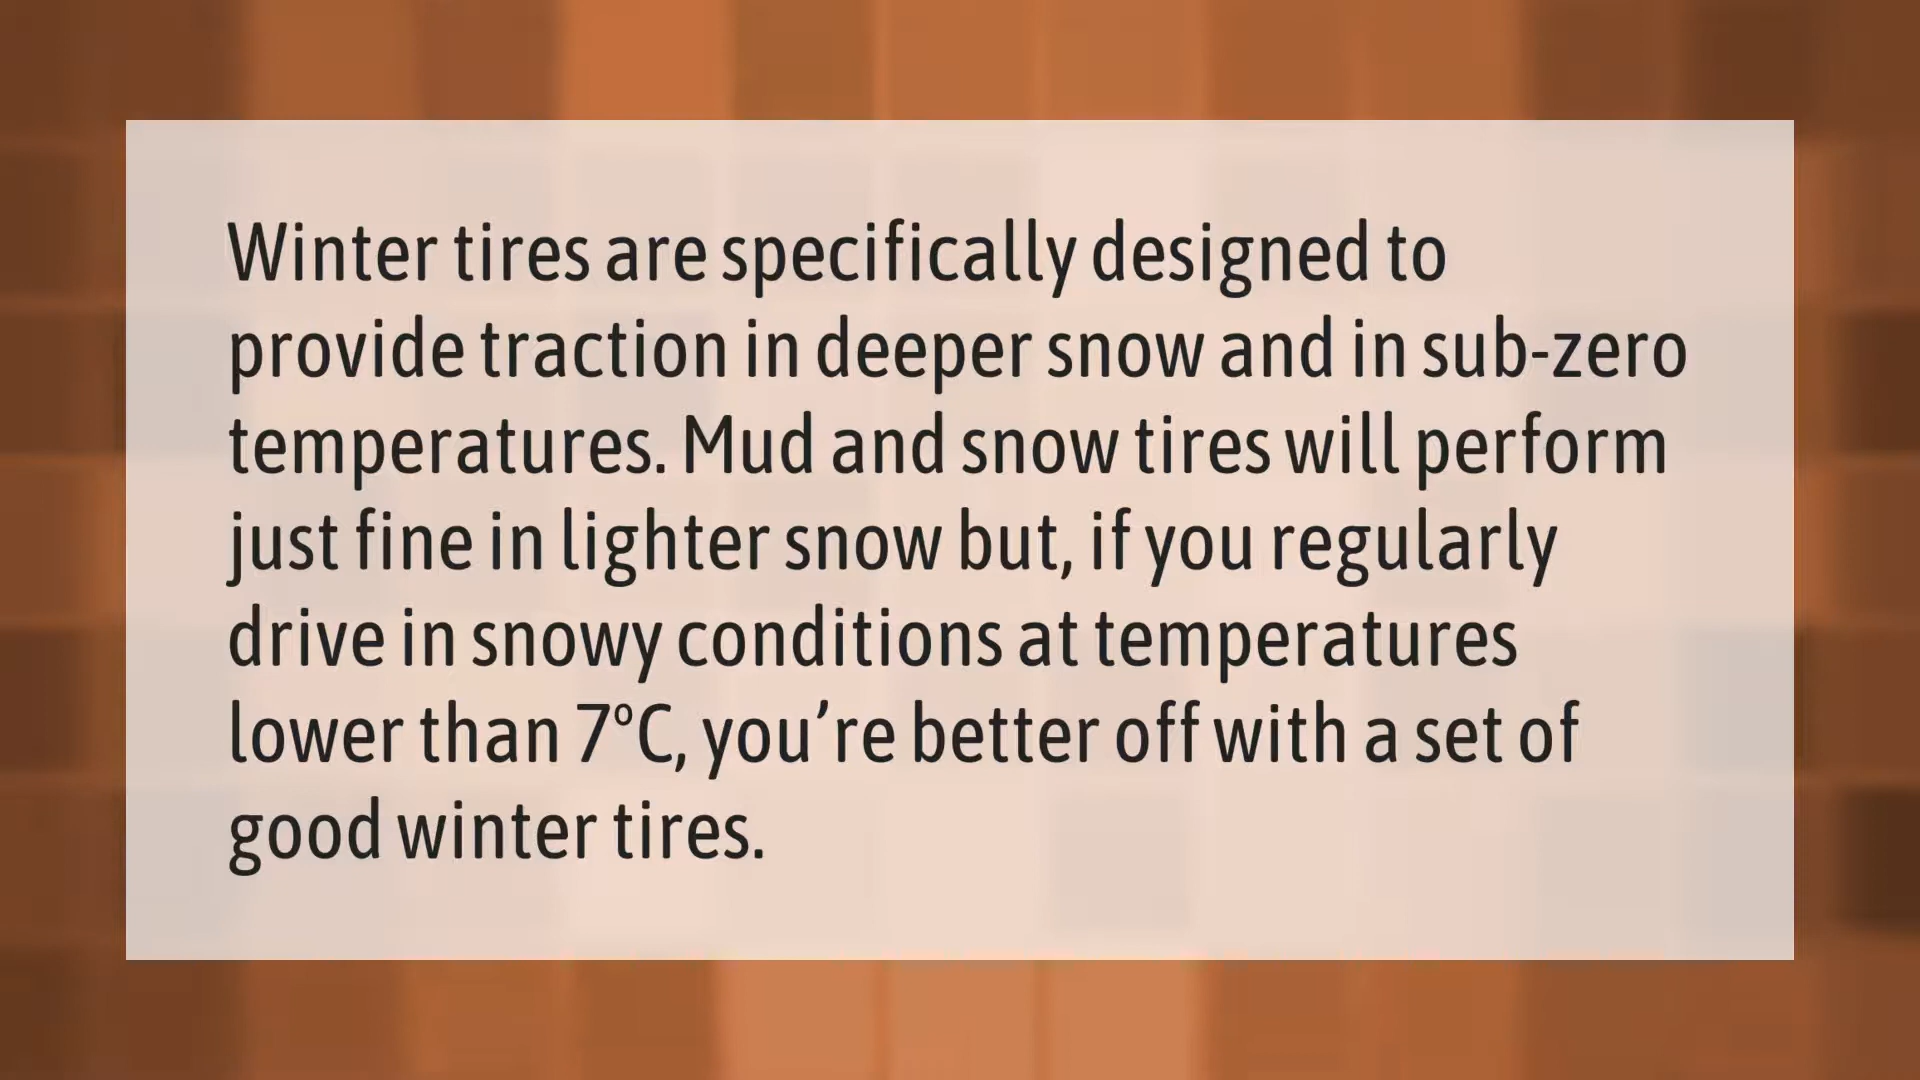 Winter tires are specifically designed to
provide traction in deeper snow and in sub-zero
temperatures. Mud and snow tires will perform
just fine in lighter snow but, if you regularly
drive in snowy conditions at temperatures
lower than 7ºC, you’re better off with a set of
good winter tires.